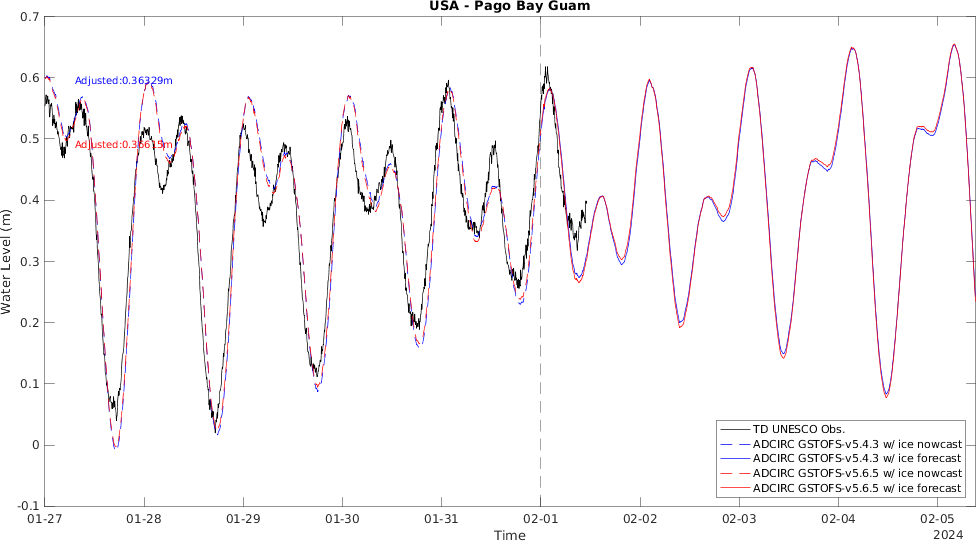 USA - Pago Bay Guam
0.7
0.6
0.5
0.4
0.3
0.2
0.1
0
-0.1
Water Level (m)
Adjusted:0.36329m
TD UNESCO Obs.
ADCIRC GSTOFS-v5.4.3 w/ ice nowcast
ADCIRC GSTOFS-v5.4.3 w/ ice forecast
ADCIRC GSTOFS-v5.6.5 w/ ice nowcast
ADCIRC GSTOFS-v5.6.5 w/ ice forecast
01-27 01-28 01-29 01-30 01-31 02-01 02-02 02-03 02-04 02-05
Time
2024